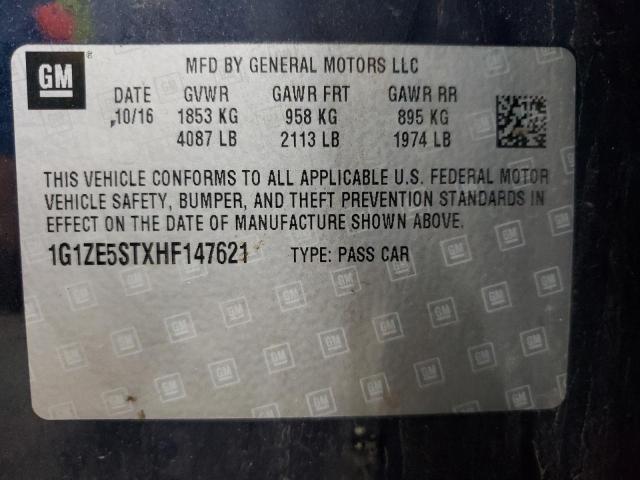 GM
®
MFD BY GENERAL MOTORS LLC
DATE GVWR GAWR FRT GAWR RR
10/16 1853 KG 958 KG 895 KG
4087 LB 2113 LB 1974 LB
THIS VEHICLE CONFORMS TO ALL APPLICABLE U.S. FEDERAL MOTOR
VEHICLE SAFETY, BUMPER, AND THEFT PREVENTION STANDARDS IN
EFFECT ON THE DATE OF MANUFACTURE SHOWN ABOVE.
1G1ZE5STXHF147621 TYPE: PASS CAR